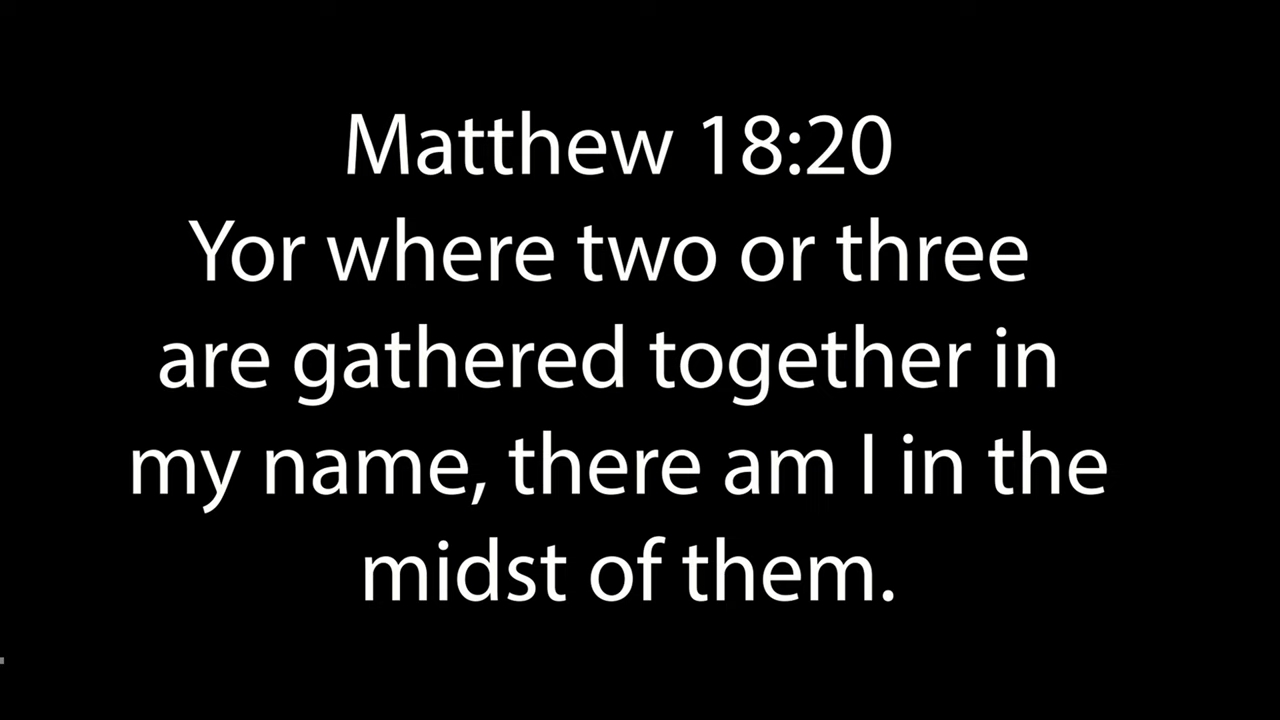 Matthew 18:20
Yor where two or three
are gathered together in
my name, there am I in the
midst of them.